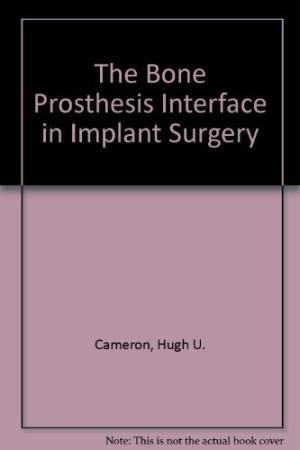 The Bone
Prosthesis Interface
in Implant Surgery
Cameron, Hugh U.
Note: This is not the actual book cover